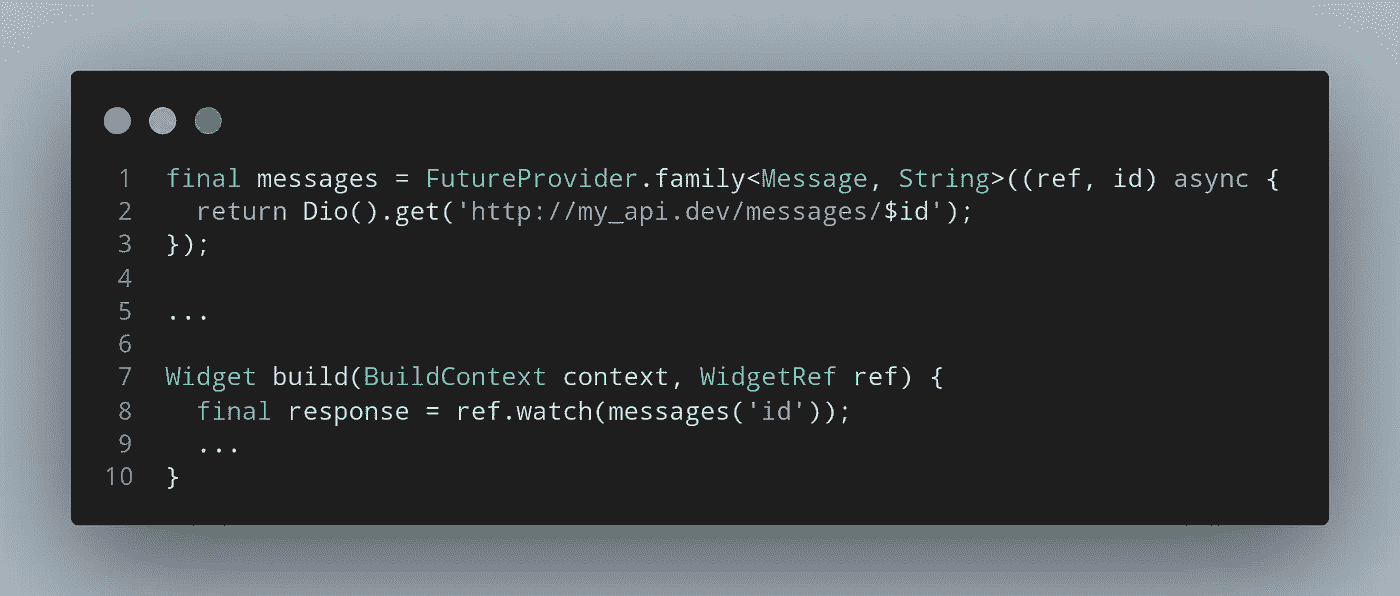 1 final messages = FutureProvider.family<Message, String>((ref, id) async {
2   return Dio().get('http://my_api.dev/messages/$id');
3 });
4
5 ...
6
7 Widget build(BuildContext context, WidgetRef ref) {
8   final response = ref.watch(messages('id'));
9   ...
10 }